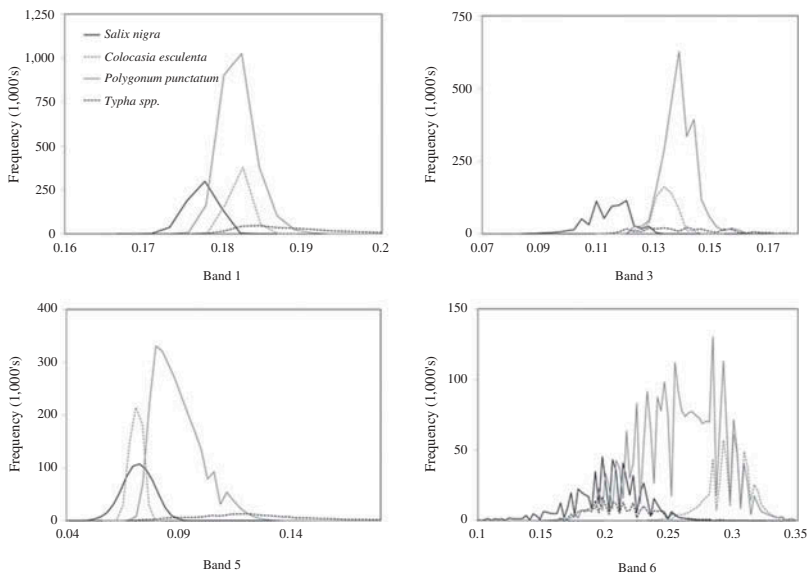 1,250
1,000
750
500
250
0
Frequency (1,000's)
Salix nigra
Colocasia esculenta
Polygonum punctatum
Typha spp.
0.16 0.17 0.18 0.19 0.2
Band 1
750
500
250
0
Frequency (1,000's)
0.07 0.09 0.11 0.13 0.15 0.17
Band 3
400
300
200
100
0
Frequency (1,000's)
0.04 0.09 0.14
Band 5
150
100
50
0
Frequency (1,000's)
0.1 0.15 0.2 0.25 0.3 0.35
Band 6